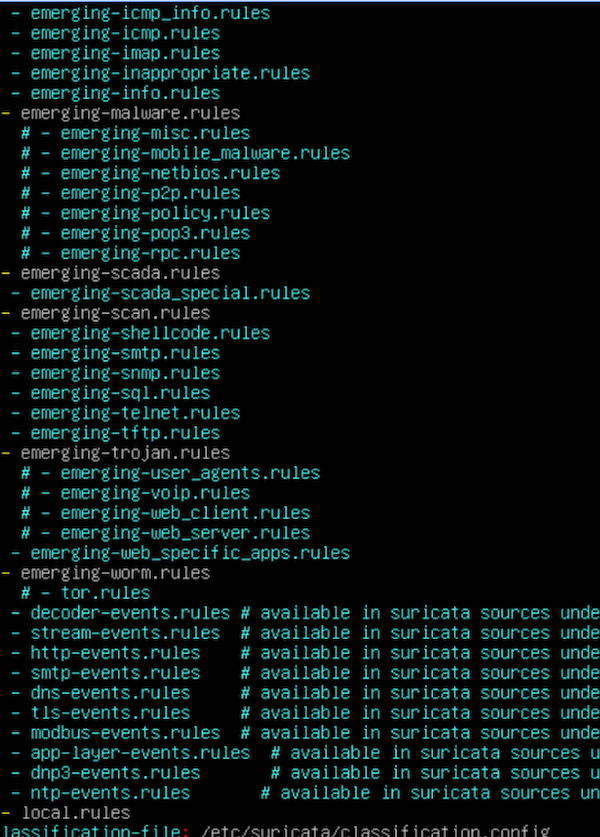 - emerging-icmp_info.rules
- emerging-icmp.rules
- emerging-imap.rules
- emerging-inappropriate.rules
- emerging-info.rules
- emerging-malware.rules
# - emerging-misc.rules
# - emerging-mobile_malware.rules
# - emerging-netbios.rules
# - emerging-p2p.rules
# - emerging-policy.rules
# - emerging-pop3.rules
# - emerging-rpc.rules
- emerging-scada.rules
- emerging-scada_special.rules
- emerging-scan.rules
- emerging-shellcode.rules
- emerging-smtp.rules
- emerging-snmp.rules
- emerging-sql.rules
- emerging-telnet.rules
- emerging-tftp.rules
- emerging-trojan.rules
# - emerging-user_agents.rules
# - emerging-voip.rules
# - emerging-web_client.rules
# - emerging-web_server.rules
- emerging-web_specific_apps.rules
- emerging-worm.rules
# - tor.rules
- decoder-events.rules # available in suricata sources unde
- stream-events.rules # available in suricata sources unde
- http-events.rules # available in suricata sources unde
- smtp-events.rules # available in suricata sources unde
- dns-events.rules # available in suricata sources unde
- tls-events.rules # available in suricata sources unde
- modbus-events.rules # available in suricata sources unde
- app-layer-events.rules # available in suricata sources u
- dnp3-events.rules # available in suricata sources u
- ntp-events.rules # available in suricata sources un
- local.rules
lassification-file: /etc/suricata/classification.config